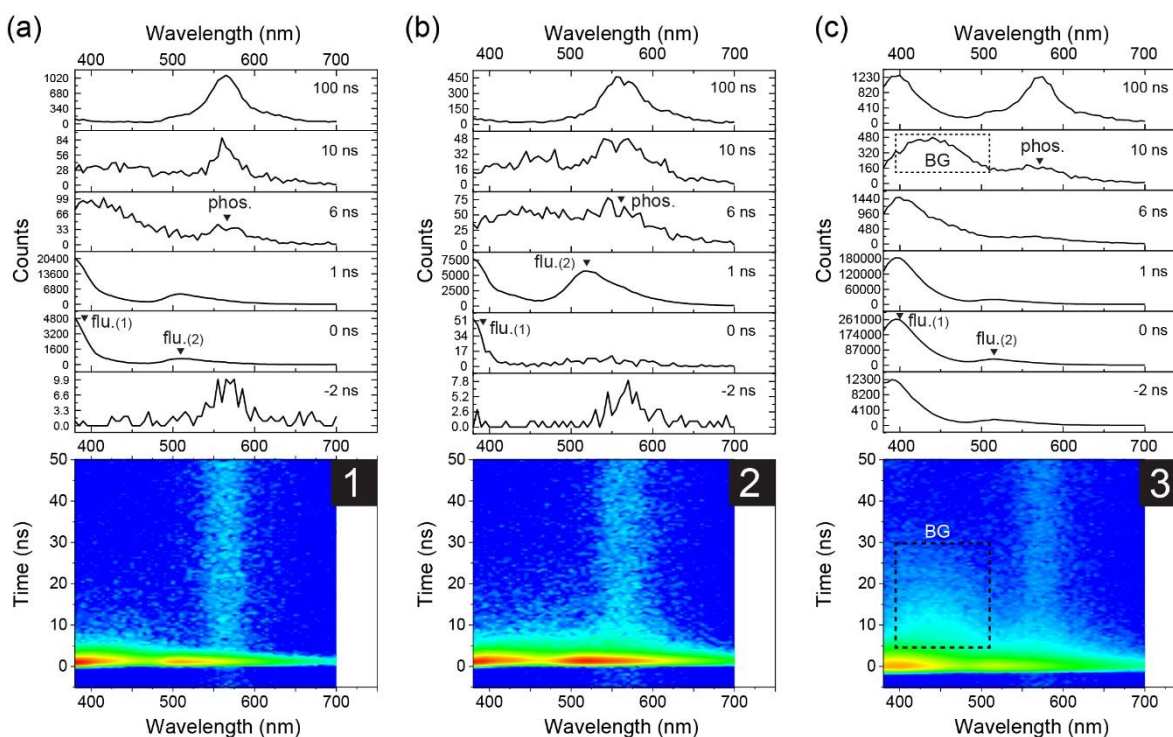 (a)
Wavelength (nm)
400 500 600 700
1020
680
340
0
100 ns
84
56
28
0
10 ns
99
66
33
0
phos.
6 ns
Counts
20400
13600
6800
0
1 ns
4800
3200
1600
0
flu.(1)
flu.(2)
0 ns
9.9
6.6
3.3
0.0
-2 ns
400 500 600 700
50
40
30
20
10
0
Time (ns)
1
400 500 600 700
Wavelength (nm)
(b)
Wavelength (nm)
400 500 600 700
450
300
150
0
100 ns
48
32
16
0
10 ns
75
50
25
0
phos.
6 ns
Counts
7500
5000
2500
0
flu.(2)
1 ns
51
34
17
0
flu.(1)
0 ns
7.8
5.2
2.6
0.0
-2 ns
400 500 600 700
50
40
30
20
10
0
Time (ns)
2
400 500 600 700
Wavelength (nm)
(c)
Wavelength (nm)
400 500 600 700
1230
820
410
0
100 ns
480
320
160
0
BG
phos.
10 ns
1440
960
480
0
6 ns
Counts
180000
120000
60000
0
1 ns
261000
174000
87000
0
flu.(1)
flu.(2)
0 ns
12300
8200
4100
0
-2 ns
400 500 600 700
50
40
30
20
10
0
Time (ns)
BG
3
400 500 600 700
Wavelength (nm)